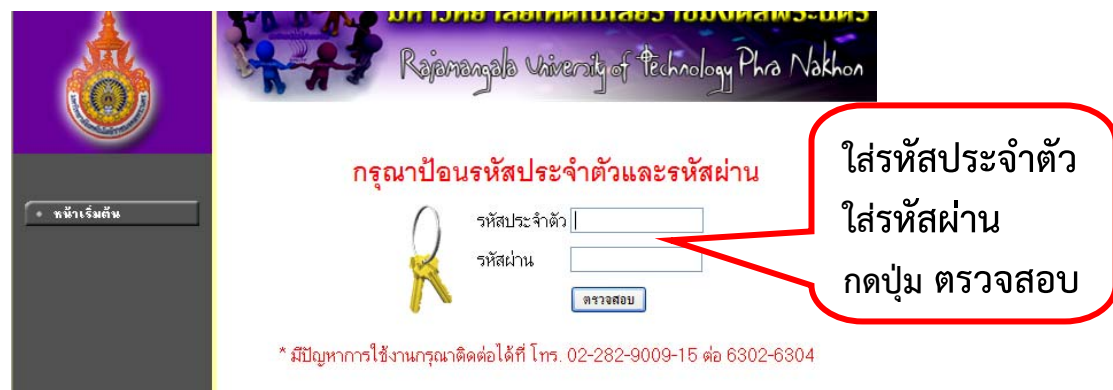 Rajamangala University of Technology Phra Nakhon
กรุณาป้อนรหัสประจำตัวและรหัสผ่าน
หน้าเริ่มต้น
รหัสประจำตัว
รหัสผ่าน
ตรวจสอบ
* มีปัญหาการใช้งานกรุณาติดต่อได้ที่ โทร. 02-282-9009-15 ต่อ 6302-6304
ใส่รหัสประจำตัว
ใส่รหัสผ่าน
กดปุ่ม ตรวจสอบ